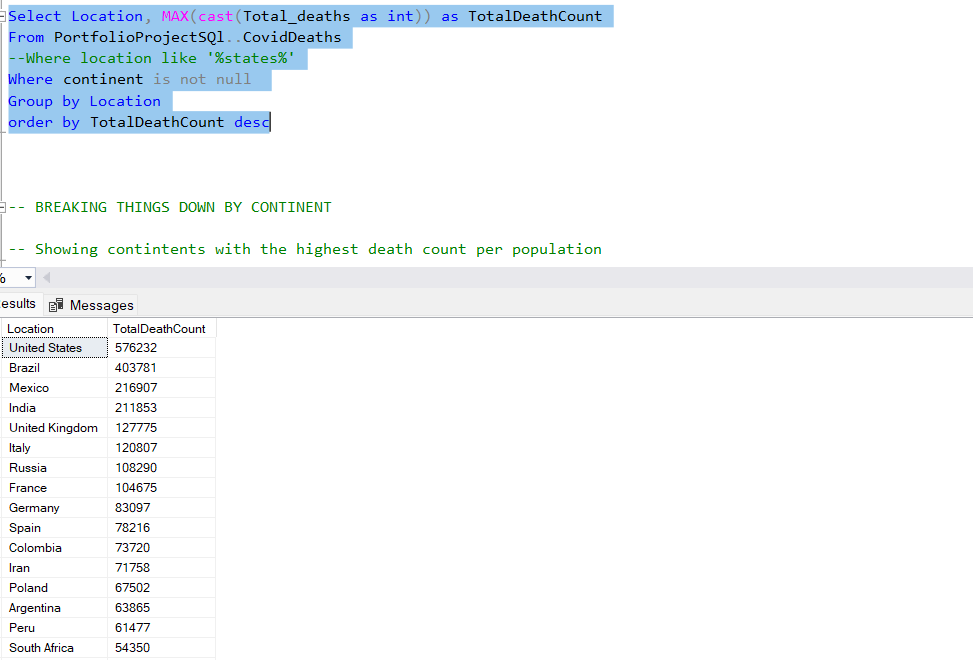 Select Location, MAX(cast(Total_deaths as int)) as TotalDeathCount
From PortfolioProjectSQl..CovidDeaths
--Where location like '%states%'
Where continent is not null
Group by Location
order by TotalDeathCount desc
-- BREAKING THINGS DOWN BY CONTINENT
-- Showing contintents with the highest death count per population
%
esults Messages
Location TotalDeathCount
United States 576232
Brazil 403781
Mexico 216907
India 211853
United Kingdom 127775
Italy 120807
Russia 108290
France 104675
Germany 83097
Spain 78216
Colombia 73720
Iran 71758
Poland 67502
Argentina 63865
Peru 61477
South Africa 54350